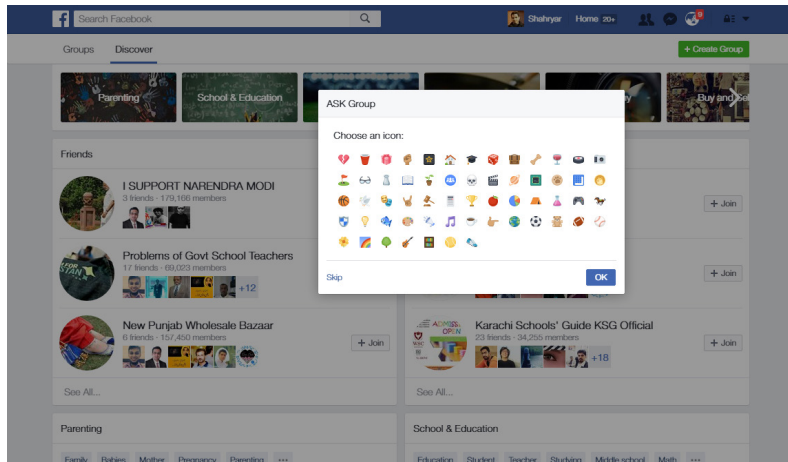 Search Facebook
Shahryar Home 20+
Groups Discover
+ Create Group
Parenting
School & Education
Buy and Sel
ASK Group
Choose an icon:
Skip
OK
Friends
I SUPPORT NARENDRA MODI
3 friends · 179,166 members
+ Join
Problems of Govt School Teachers
17 friends · 69,023 members
+12
+ Join
New Punjab Wholesale Bazaar
6 friends · 157,450 members
+ Join
Karachi Schools' Guide KSG Official
23 friends · 34,255 members
+18
+ Join
See All...
See All...
Parenting
School & Education
Family Babies Mother Pregnancy Parenting ...
Education Student Teacher Studying Middle school Math ...